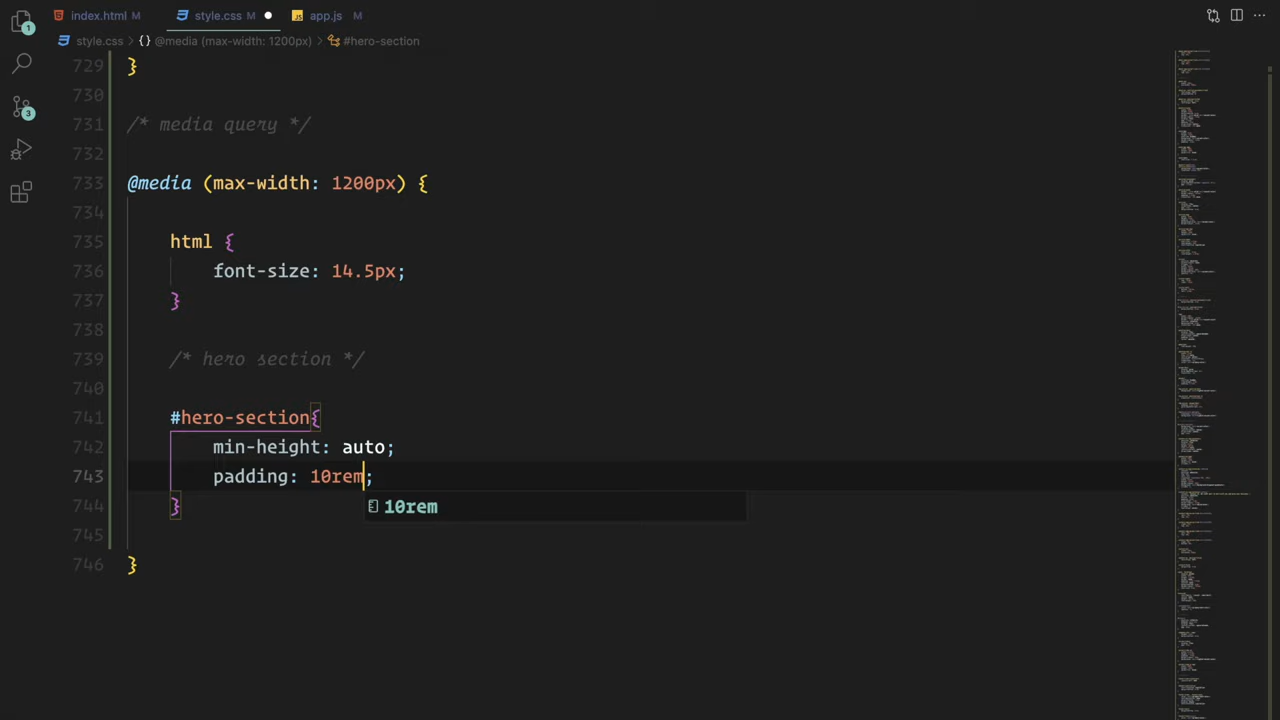 index.html M
style.css M
app.js M
style.css > {} @media (max-width: 1200px) > #hero-section
1
3
729 }
730
731 /* media query */
732
733 @media (max-width: 1200px) {
734
735 html {
736 font-size: 14.5px;
737 }
738
739 /* hero section */
740
741 #hero-section{
742 min-height: auto;
743 padding: 10rem;
744 }
10rem
745
746 }